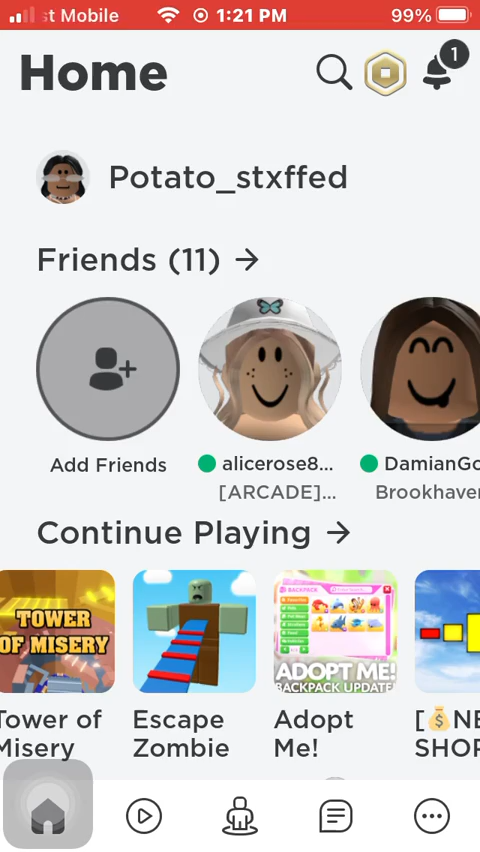 st Mobile 1:21 PM 99%
Home
1
Potato_stxffed
Friends (11) →
Add Friends
alicerose8...
[ARCADE]...
DamianGo
Brookhaven
Continue Playing →
TOWER
OF MISERY
BACKPACK
ADOPT ME!
BACKPACK UPDATE
Tower of
Misery
Escape
Zombie
Adopt
Me!
[💰NE
SHOP